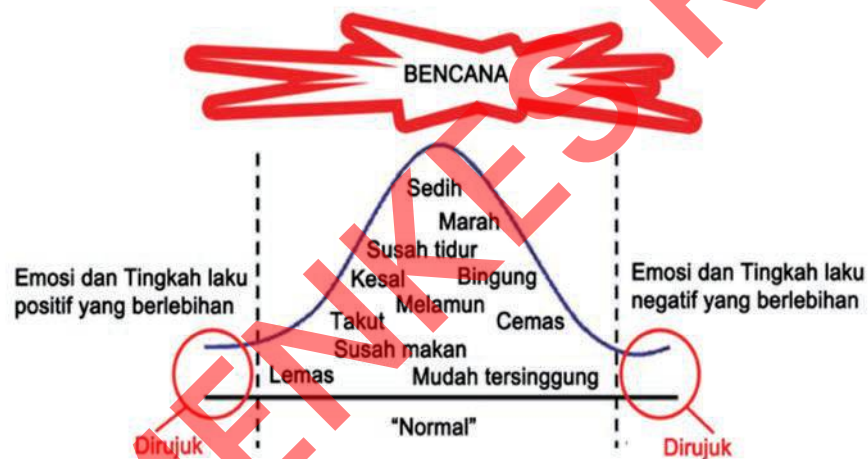 BENCANA
Sedih
Marah
Susah tidur
Kesal Bingung
Melamun
Takut Cemas
Susah makan
Lemas Mudah tersinggung
Emosi dan Tingkah laku
positif yang berlebihan
Emosi dan Tingkah laku
negatif yang berlebihan
Dirujuk
"Normal"
Dirujuk
ENKES R